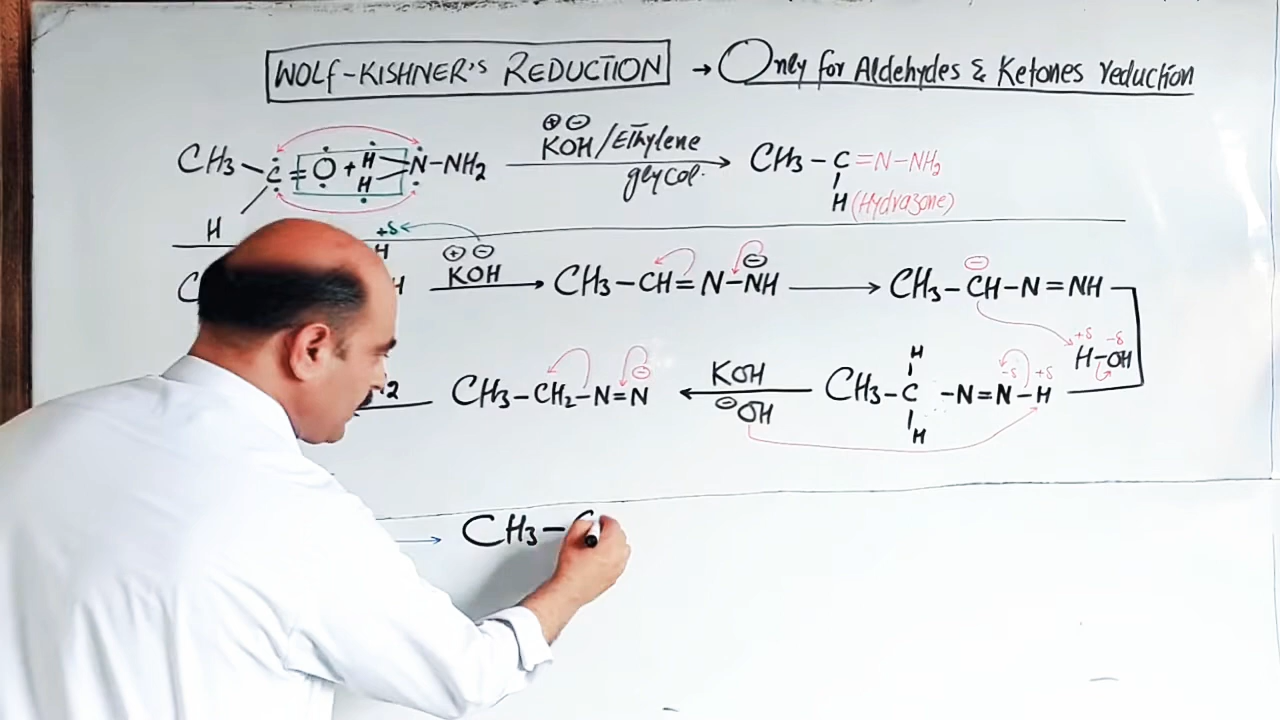 WOLF-KISHNER'S REDUCTION → Only for Aldehydes & Ketones reduction
CH3-C=O + H H N-NH2 ⊕⊖ KOH/Ethylene glycol. → CH3-C=N-NH2
H H (Hydrazone)
+δ H H ⊕⊖ KOH → CH3-CH=N-NH ⊖ → CH3-CH-N=NH ⊖
+δ -δ H-OH
CH3-CH2-N=N ⊖ ← KOH ⊖OH CH3-C-N=N-H H H -δ +δ
→ CH3-